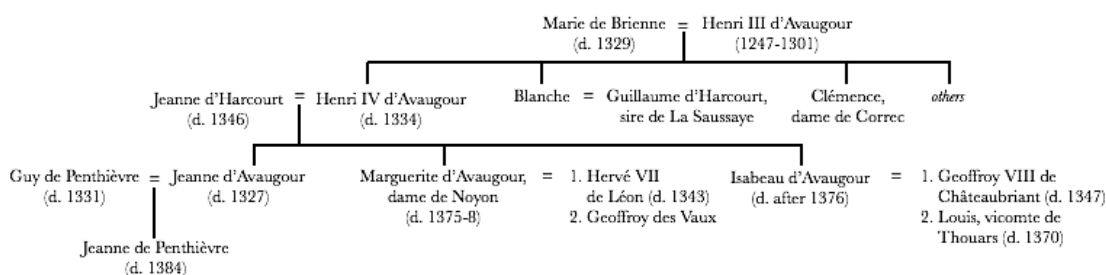 Marie de Brienne = Henri III d'Avaugour
(d. 1329) (1247-1301)
Jeanne d'Harcourt = Henri IV d'Avaugour Blanche = Guillaume d'Harcourt, Clémence, others
(d. 1346) (d. 1334) sire de La Saussaye dame de Correc
Guy de Penthièvre = Jeanne d'Avaugour Marguerite d'Avaugour, = 1. Hervé VII Isabeau d'Avaugour = 1. Geoffroy VIII de
(d. 1331) (d. 1327) dame de Noyon de Léon (d. 1343) (d. after 1376) Châteaubriant (d. 1347)
(d. 1375-8) 2. Geoffroy des Vaux 2. Louis, vicomte de
Thouars (d. 1370)
Jeanne de Penthièvre
(d. 1384)